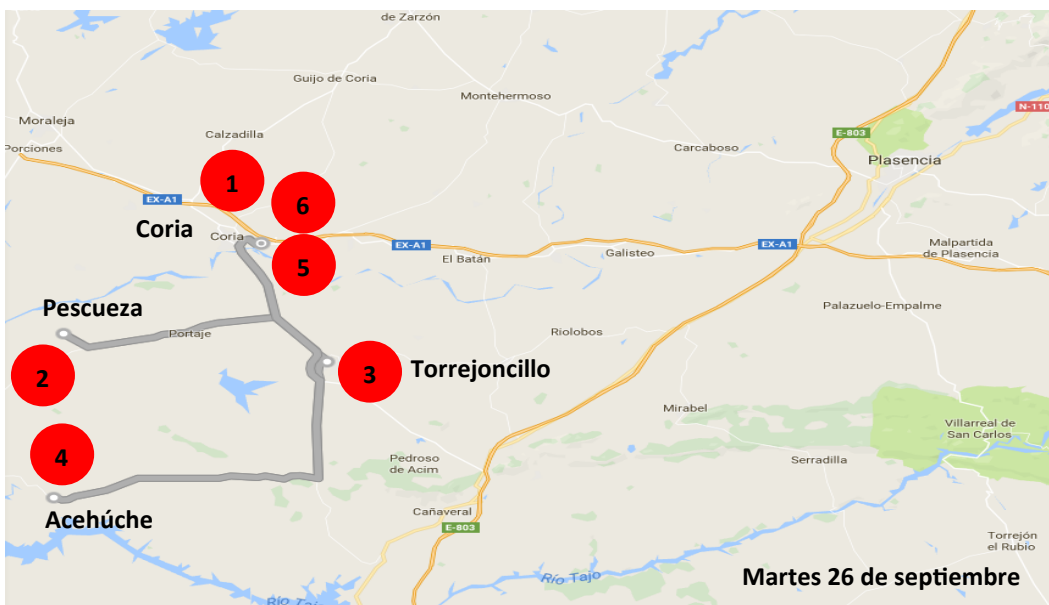 de Zarzón
Guijo de Coria
Montehermoso
N-110
Moraleja
E-803
Calzadilla
Carcaboso
Porciones
Plasencia
1
EX-A1
6
Coria
Coria
EX-A1
EX-A1
Malpartida
de Plasencia
El Batán
Galisteo
5
Pescueza
Palazuelo-Empalme
Portaje
Riolobos
2
3
Torrejoncillo
Mirabel
Villarreal de
San Carlos
4
Pedroso
de Acim
Serradilla
Acehúche
Cañaveral
E-803
Torrejón
el Rubio
Río Tajo
Martes 26 de septiembre
Río Tajo